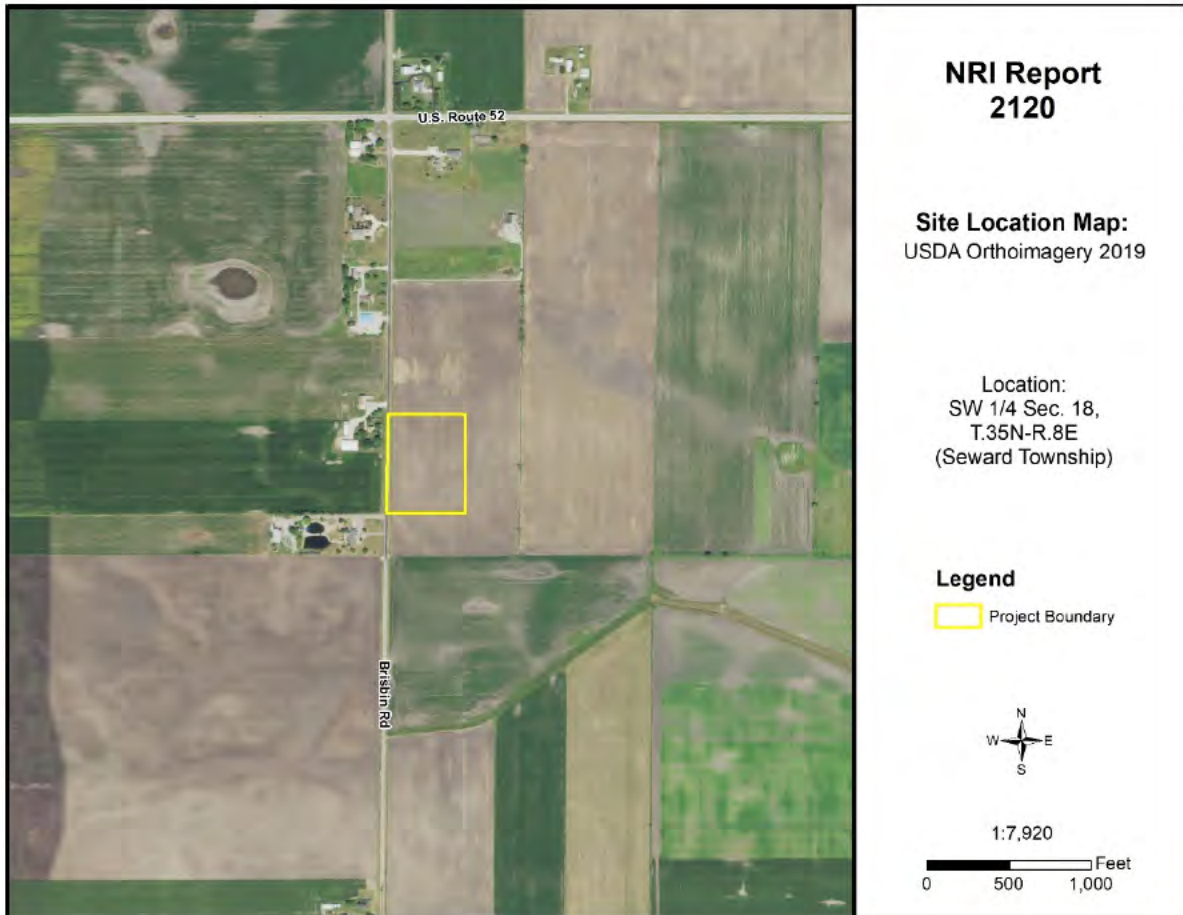 U.S. Route 52
Brisbin Rd
NRI Report
2120
Site Location Map:
USDA Orthoimagery 2019
Location:
SW 1/4 Sec. 18,
T.35N-R.8E
(Seward Township)
Legend
Project Boundary
N
W E
S
1:7,920
Feet
0 500 1,000